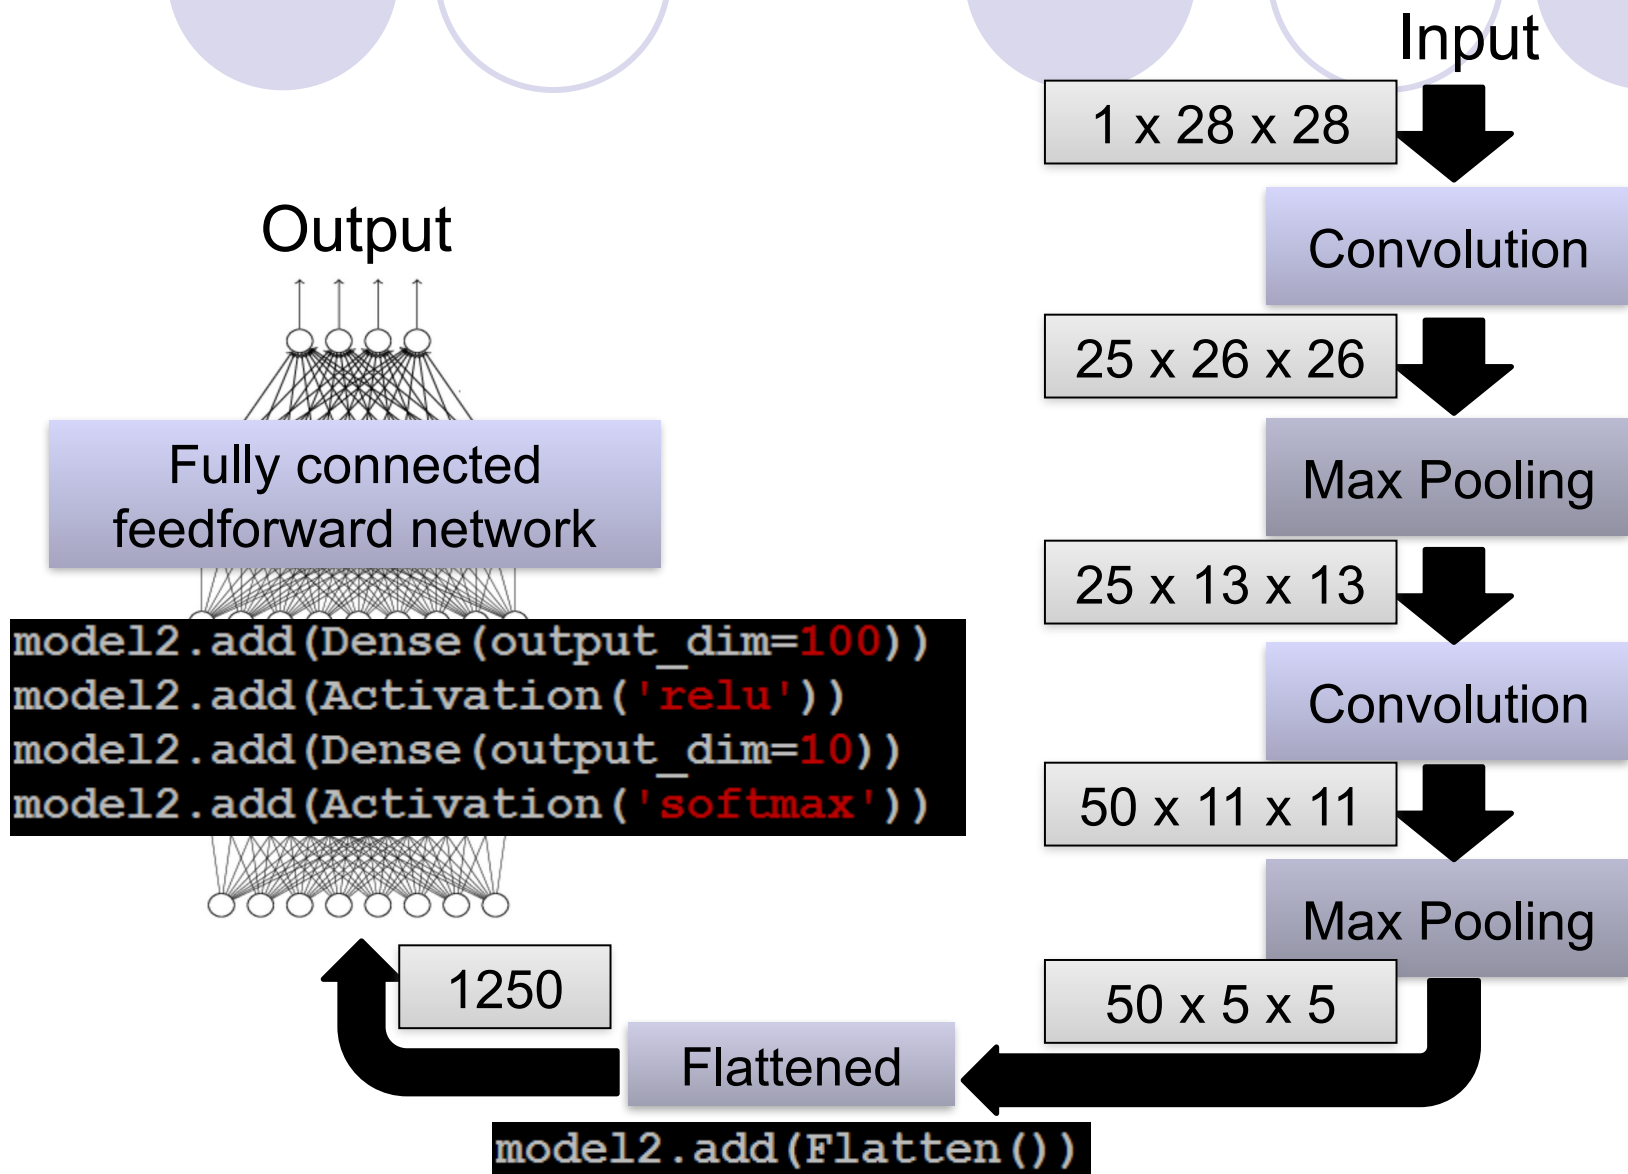 Input
1 x 28 x 28
Convolution
25 x 26 x 26
Max Pooling
25 x 13 x 13
Convolution
50 x 11 x 11
Max Pooling
50 x 5 x 5
Flattened
model2.add(Flatten())
1250
Output
Fully connected
feedforward network
model2.add(Dense(output_dim=100))
model2.add(Activation('relu'))
model2.add(Dense(output_dim=10))
model2.add(Activation('softmax'))